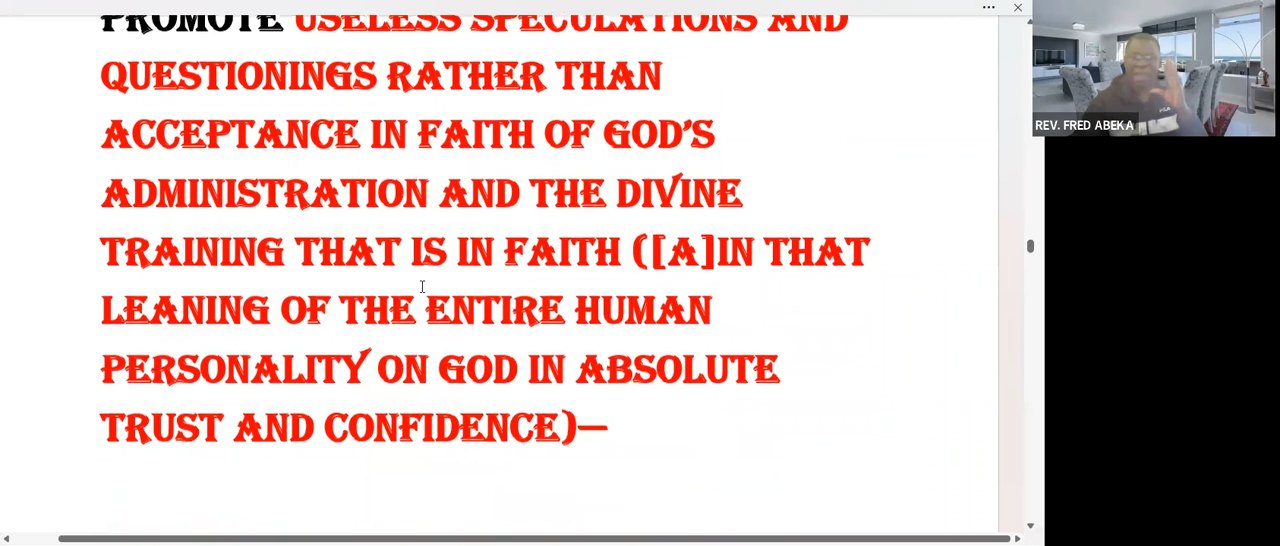 PROMOTE USELESS SPECULATIONS AND
QUESTIONINGS RATHER THAN
ACCEPTANCE IN FAITH OF GOD'S
ADMINISTRATION AND THE DIVINE
TRAINING THAT IS IN FAITH ([A]IN THAT
LEANING OF THE ENTIRE HUMAN
PERSONALITY ON GOD IN ABSOLUTE
TRUST AND CONFIDENCE)—
REV. FRED ABEKA
FILA